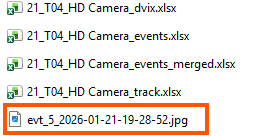 21_T04_HD Camera_dvix.xlsx
21_T04_HD Camera_events.xlsx
21_T04_HD Camera_events_merged.xlsx
21_T04_HD Camera_track.xlsx
evt_5_2026-01-21-19-28-52.jpg